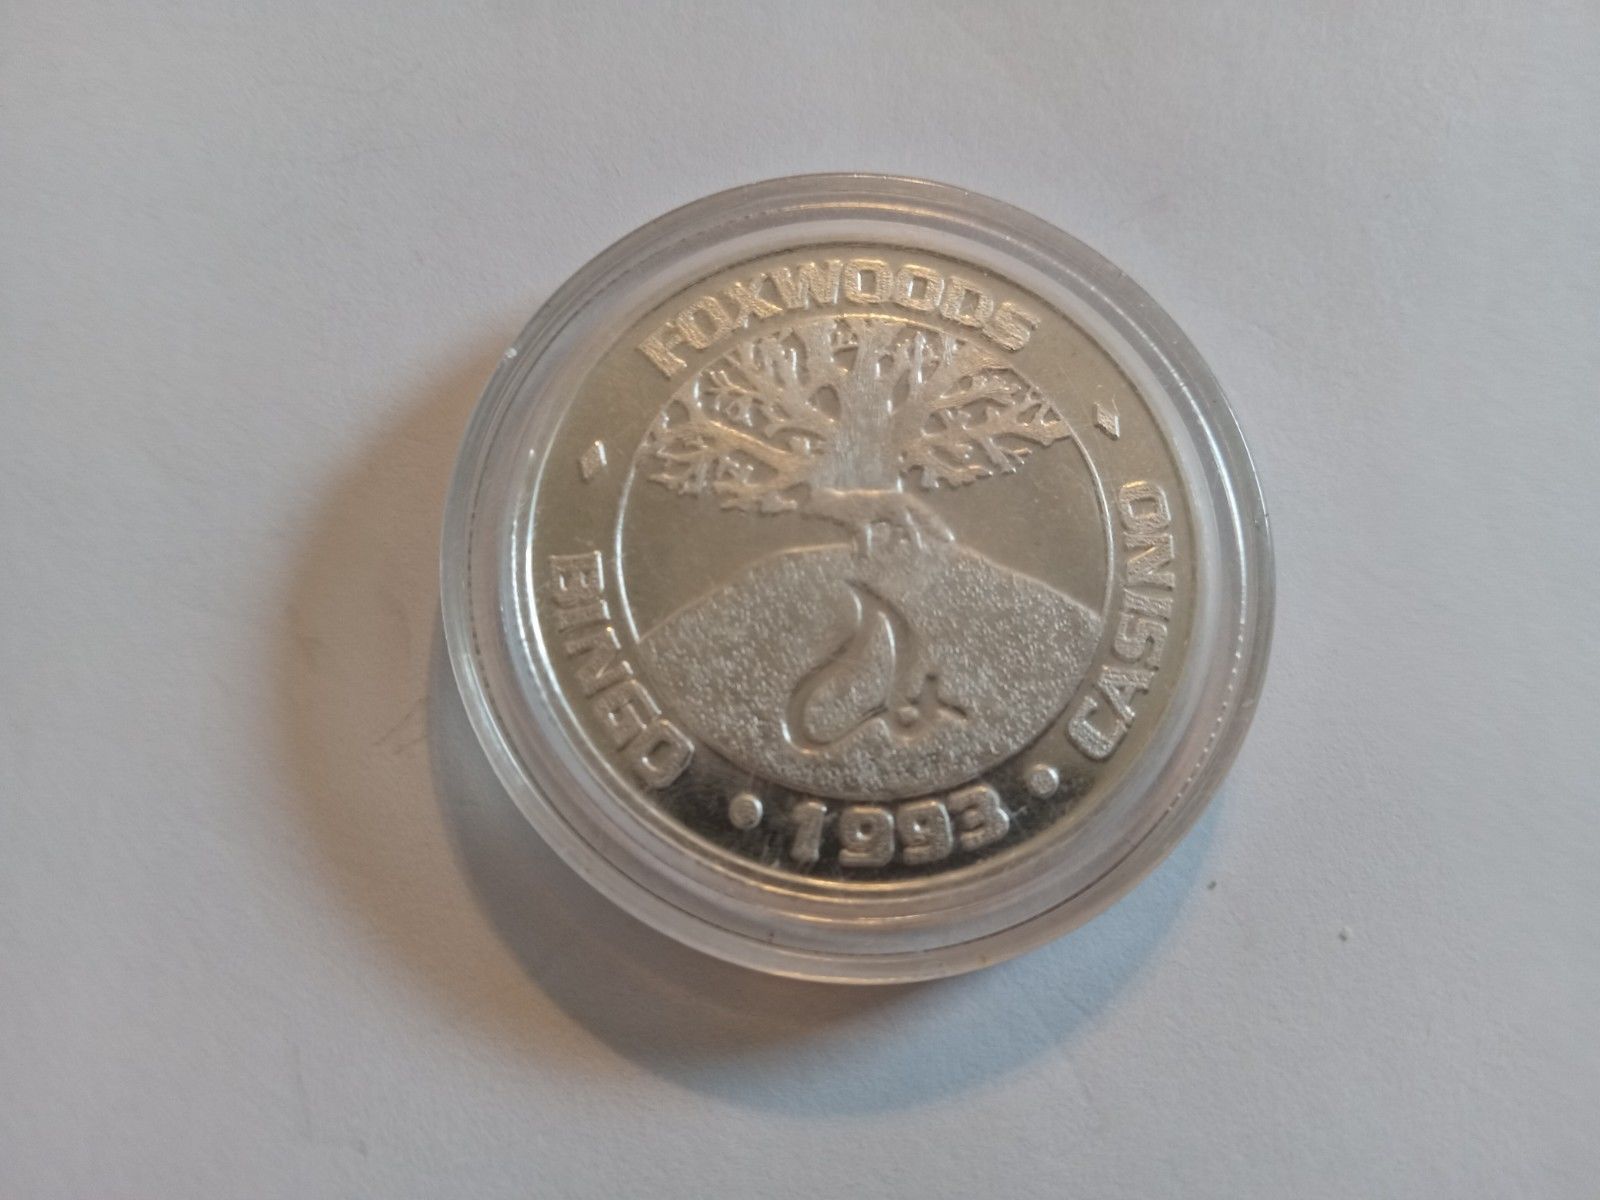 FOXWOODS
BINGO • 1993 • CASINO